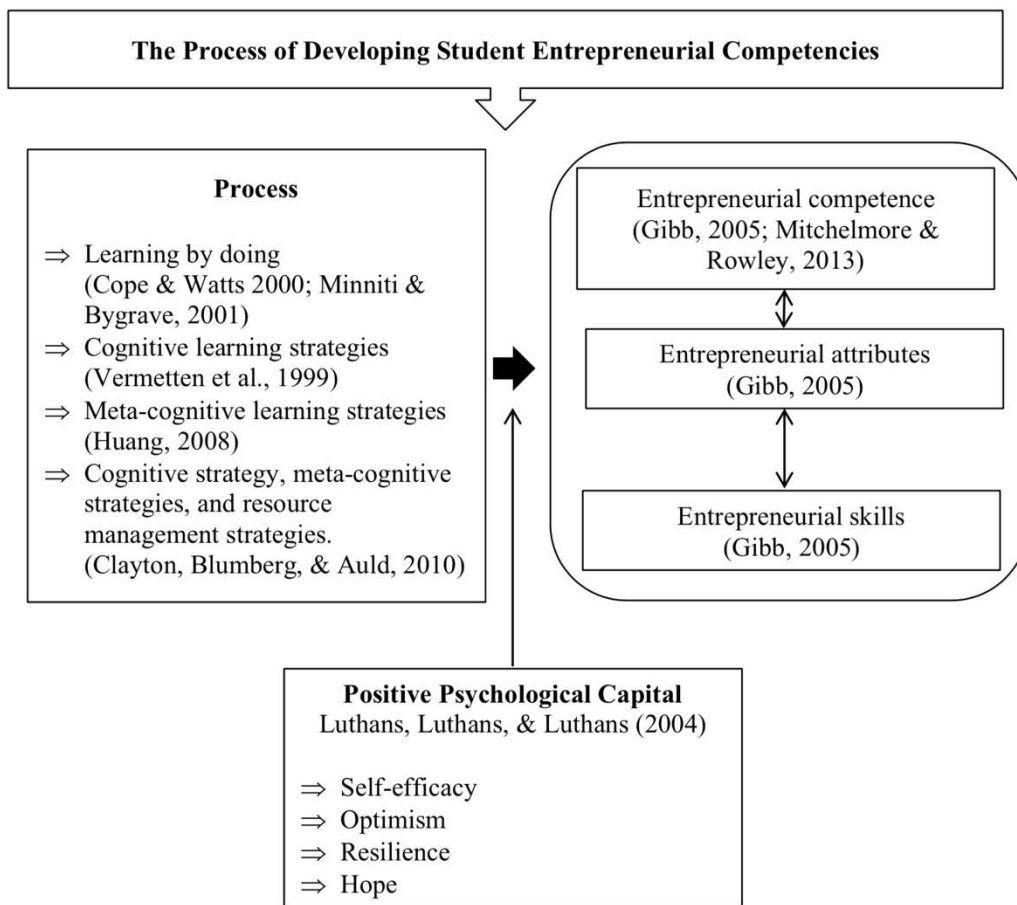 The Process of Developing Student Entrepreneurial Competencies
Process
⇒ Learning by doing
(Cope & Watts 2000; Minniti &
Bygrave, 2001)
⇒ Cognitive learning strategies
(Vermetten et al., 1999)
⇒ Meta-cognitive learning strategies
(Huang, 2008)
⇒ Cognitive strategy, meta-cognitive
strategies, and resource
management strategies.
(Clayton, Blumberg, & Auld, 2010)
Entrepreneurial competence
(Gibb, 2005; Mitchelmore &
Rowley, 2013)
Entrepreneurial attributes
(Gibb, 2005)
Entrepreneurial skills
(Gibb, 2005)
Positive Psychological Capital
Luthans, Luthans, & Luthans (2004)
⇒ Self-efficacy
⇒ Optimism
⇒ Resilience
⇒ Hope